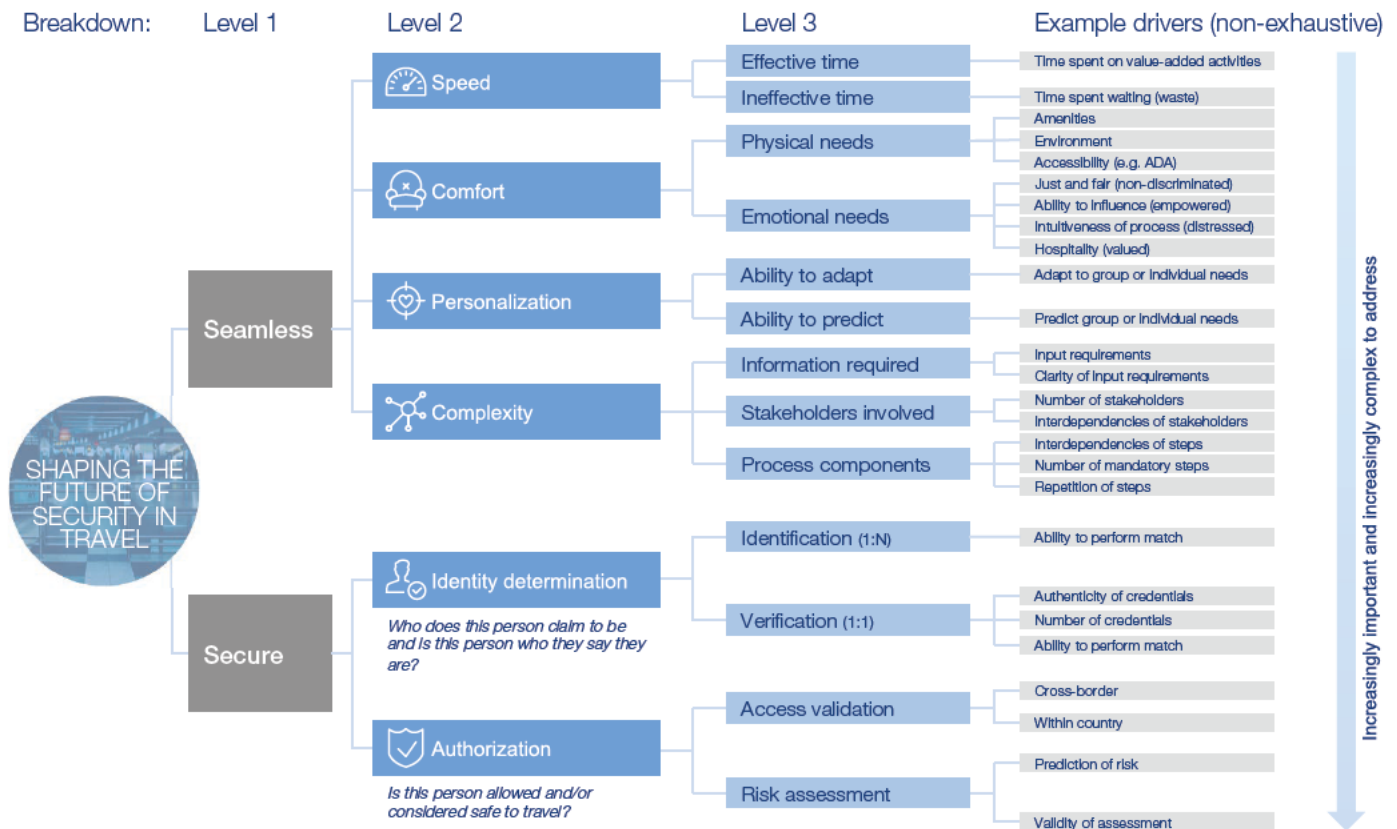 Breakdown:
Level 1
Level 2
Level 3
Example drivers (non-exhaustive)
SHAPING THE
FUTURE OF
SECURITY IN
TRAVEL
Seamless
Speed
Effective time
Time spent on value-added activities
Ineffective time
Time spent waiting (waste)
Comfort
Physical needs
Amenities
Environment
Accessibility (e.g. ADA)
Emotional needs
Just and fair (non-discriminated)
Ability to influence (empowered)
Intuitiveness of process (distressed)
Hospitality (valued)
Personalization
Ability to adapt
Adapt to group or individual needs
Ability to predict
Predict group or individual needs
Complexity
Information required
Input requirements
Clarity of input requirements
Stakeholders involved
Number of stakeholders
Interdependencies of stakeholders
Process components
Interdependencies of steps
Number of mandatory steps
Repetition of steps
Secure
Identity determination
Who does this person claim to be
and is this person who they say they
are?
Identification (1:N)
Ability to perform match
Verification (1:1)
Authenticity of credentials
Number of credentials
Ability to perform match
Authorization
Is this person allowed and/or
considered safe to travel?
Access validation
Cross-border
Within country
Risk assessment
Prediction of risk
Validity of assessment
Increasingly important and increasingly complex to address